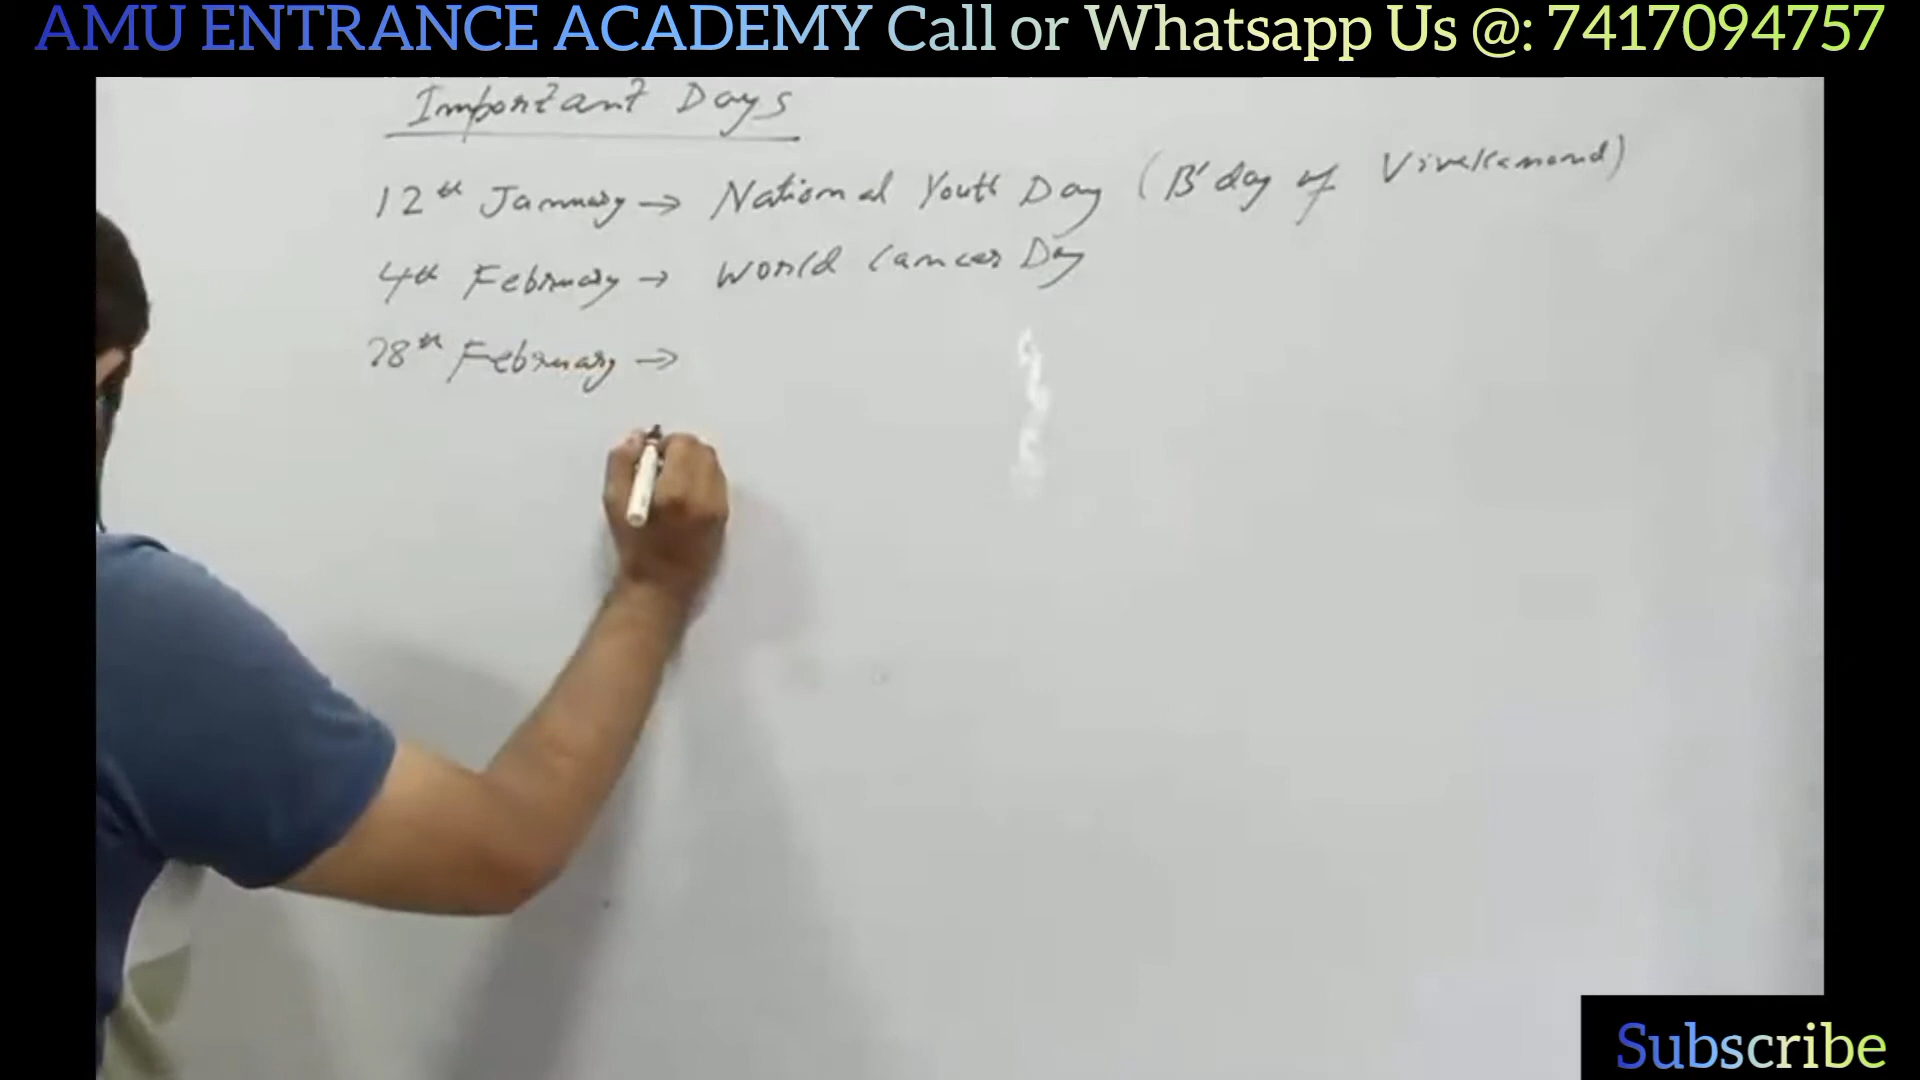 AMU ENTRANCE ACADEMY Call or Whatsapp Us @: 7417094757
Important Days
12th January → National Youth Day (B'day of Vivekanand)
4th February → World Cancer Day
28th February →
Subscribe